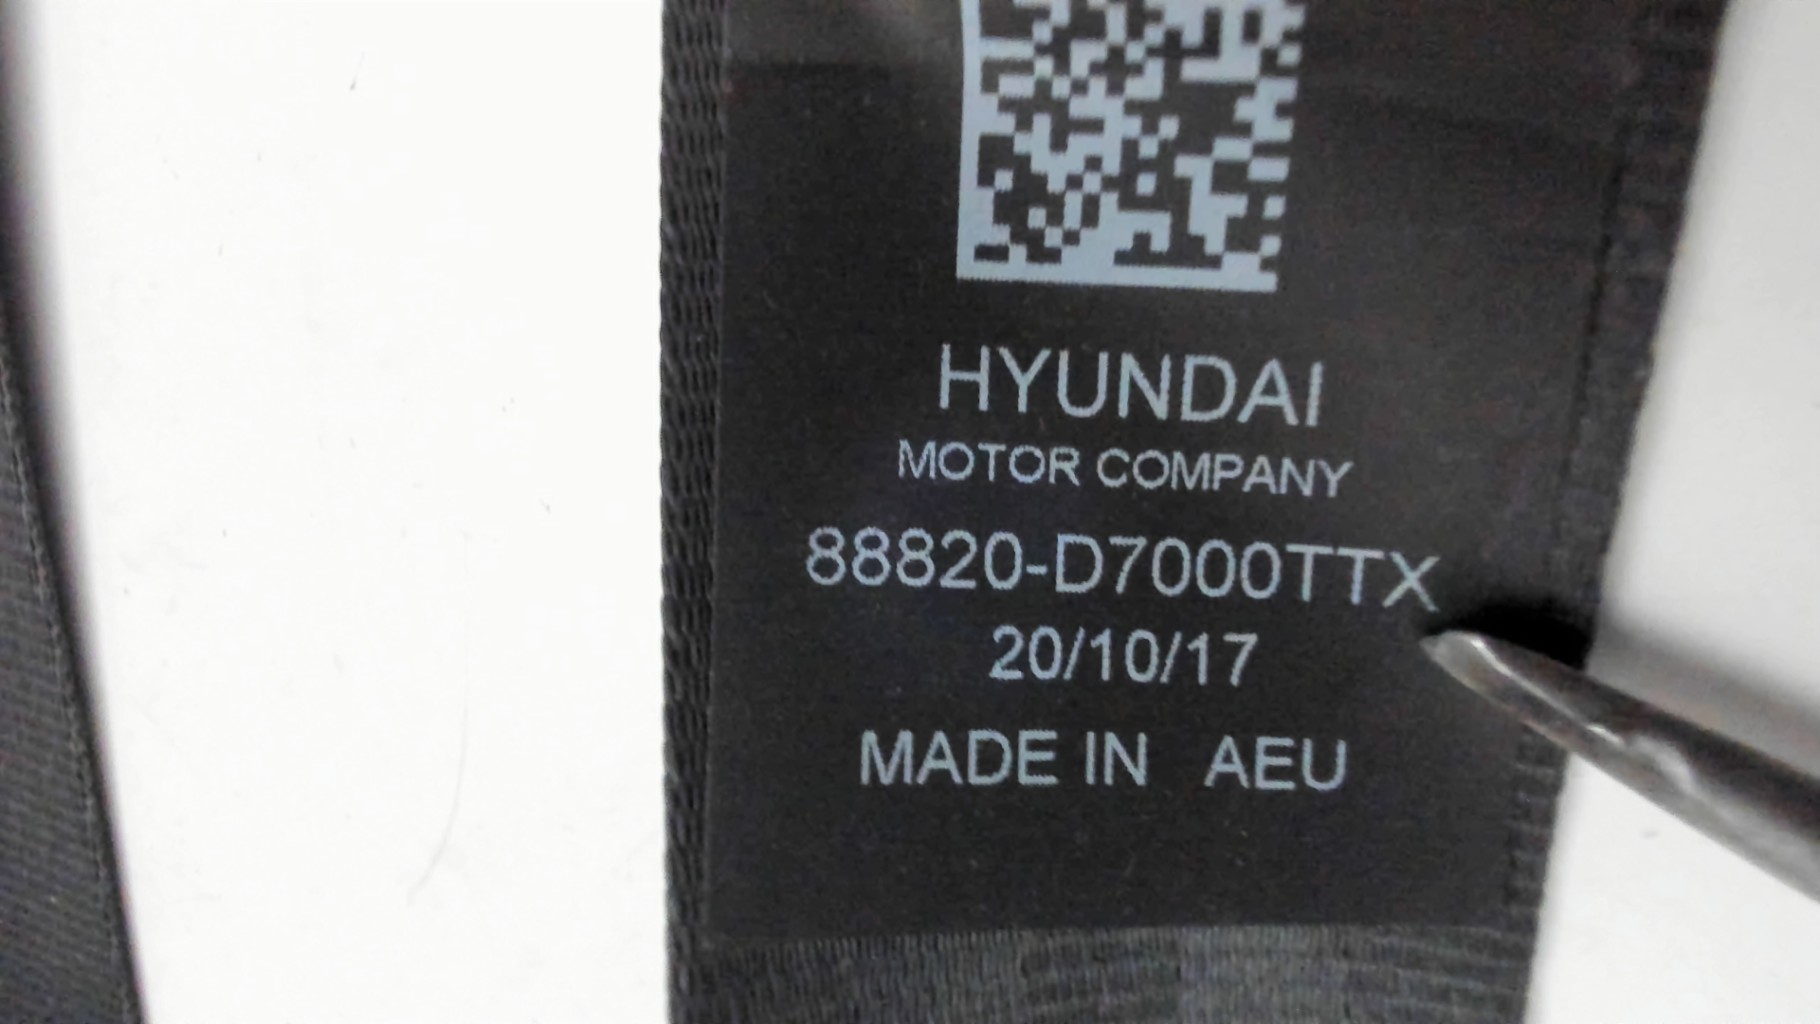 HYUNDAI
MOTOR COMPANY
88820-D7000TTX
20/10/17
MADE IN AEU